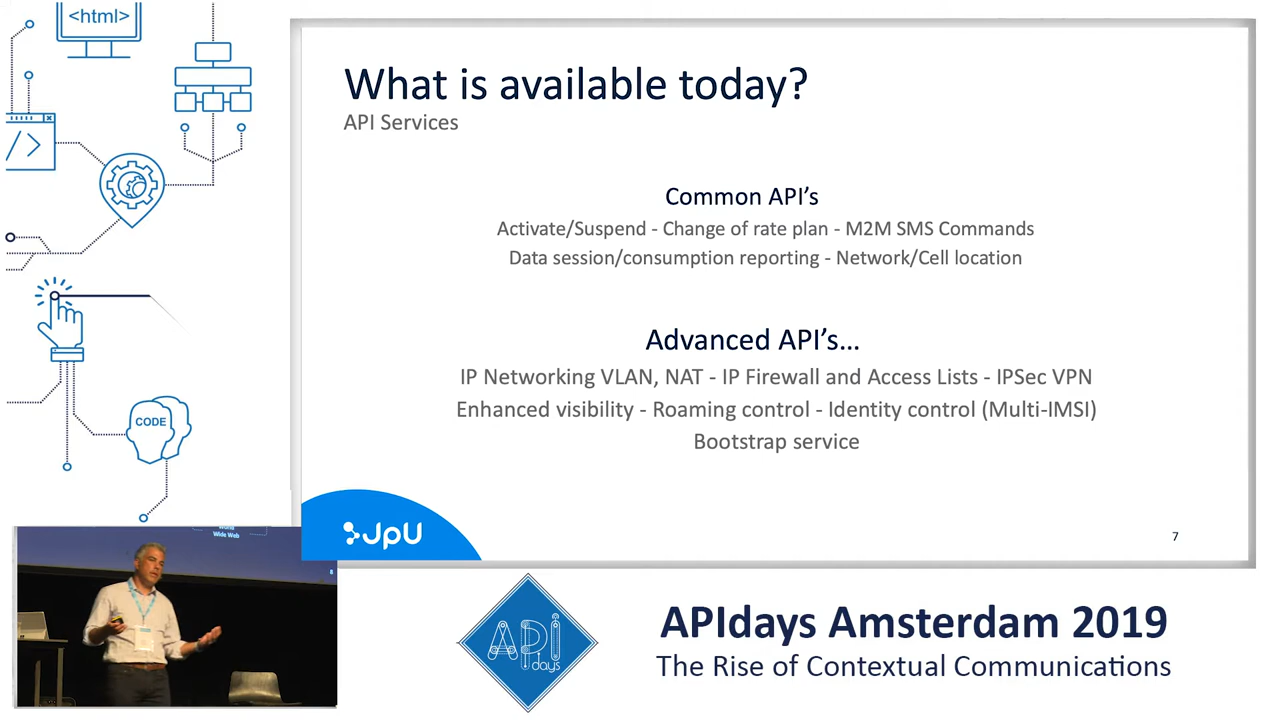 <html>
</>
CODE
What is available today?
API Services
Common API’s
Activate/Suspend - Change of rate plan - M2M SMS Commands
Data session/consumption reporting - Network/Cell location
Advanced API’s...
IP Networking VLAN, NAT - IP Firewall and Access Lists - IPSec VPN
Enhanced visibility - Roaming control - Identity control (Multi-IMSI)
Bootstrap service
JpU
7
World
Wide Web
API
days
APIdays Amsterdam 2019
The Rise of Contextual Communications